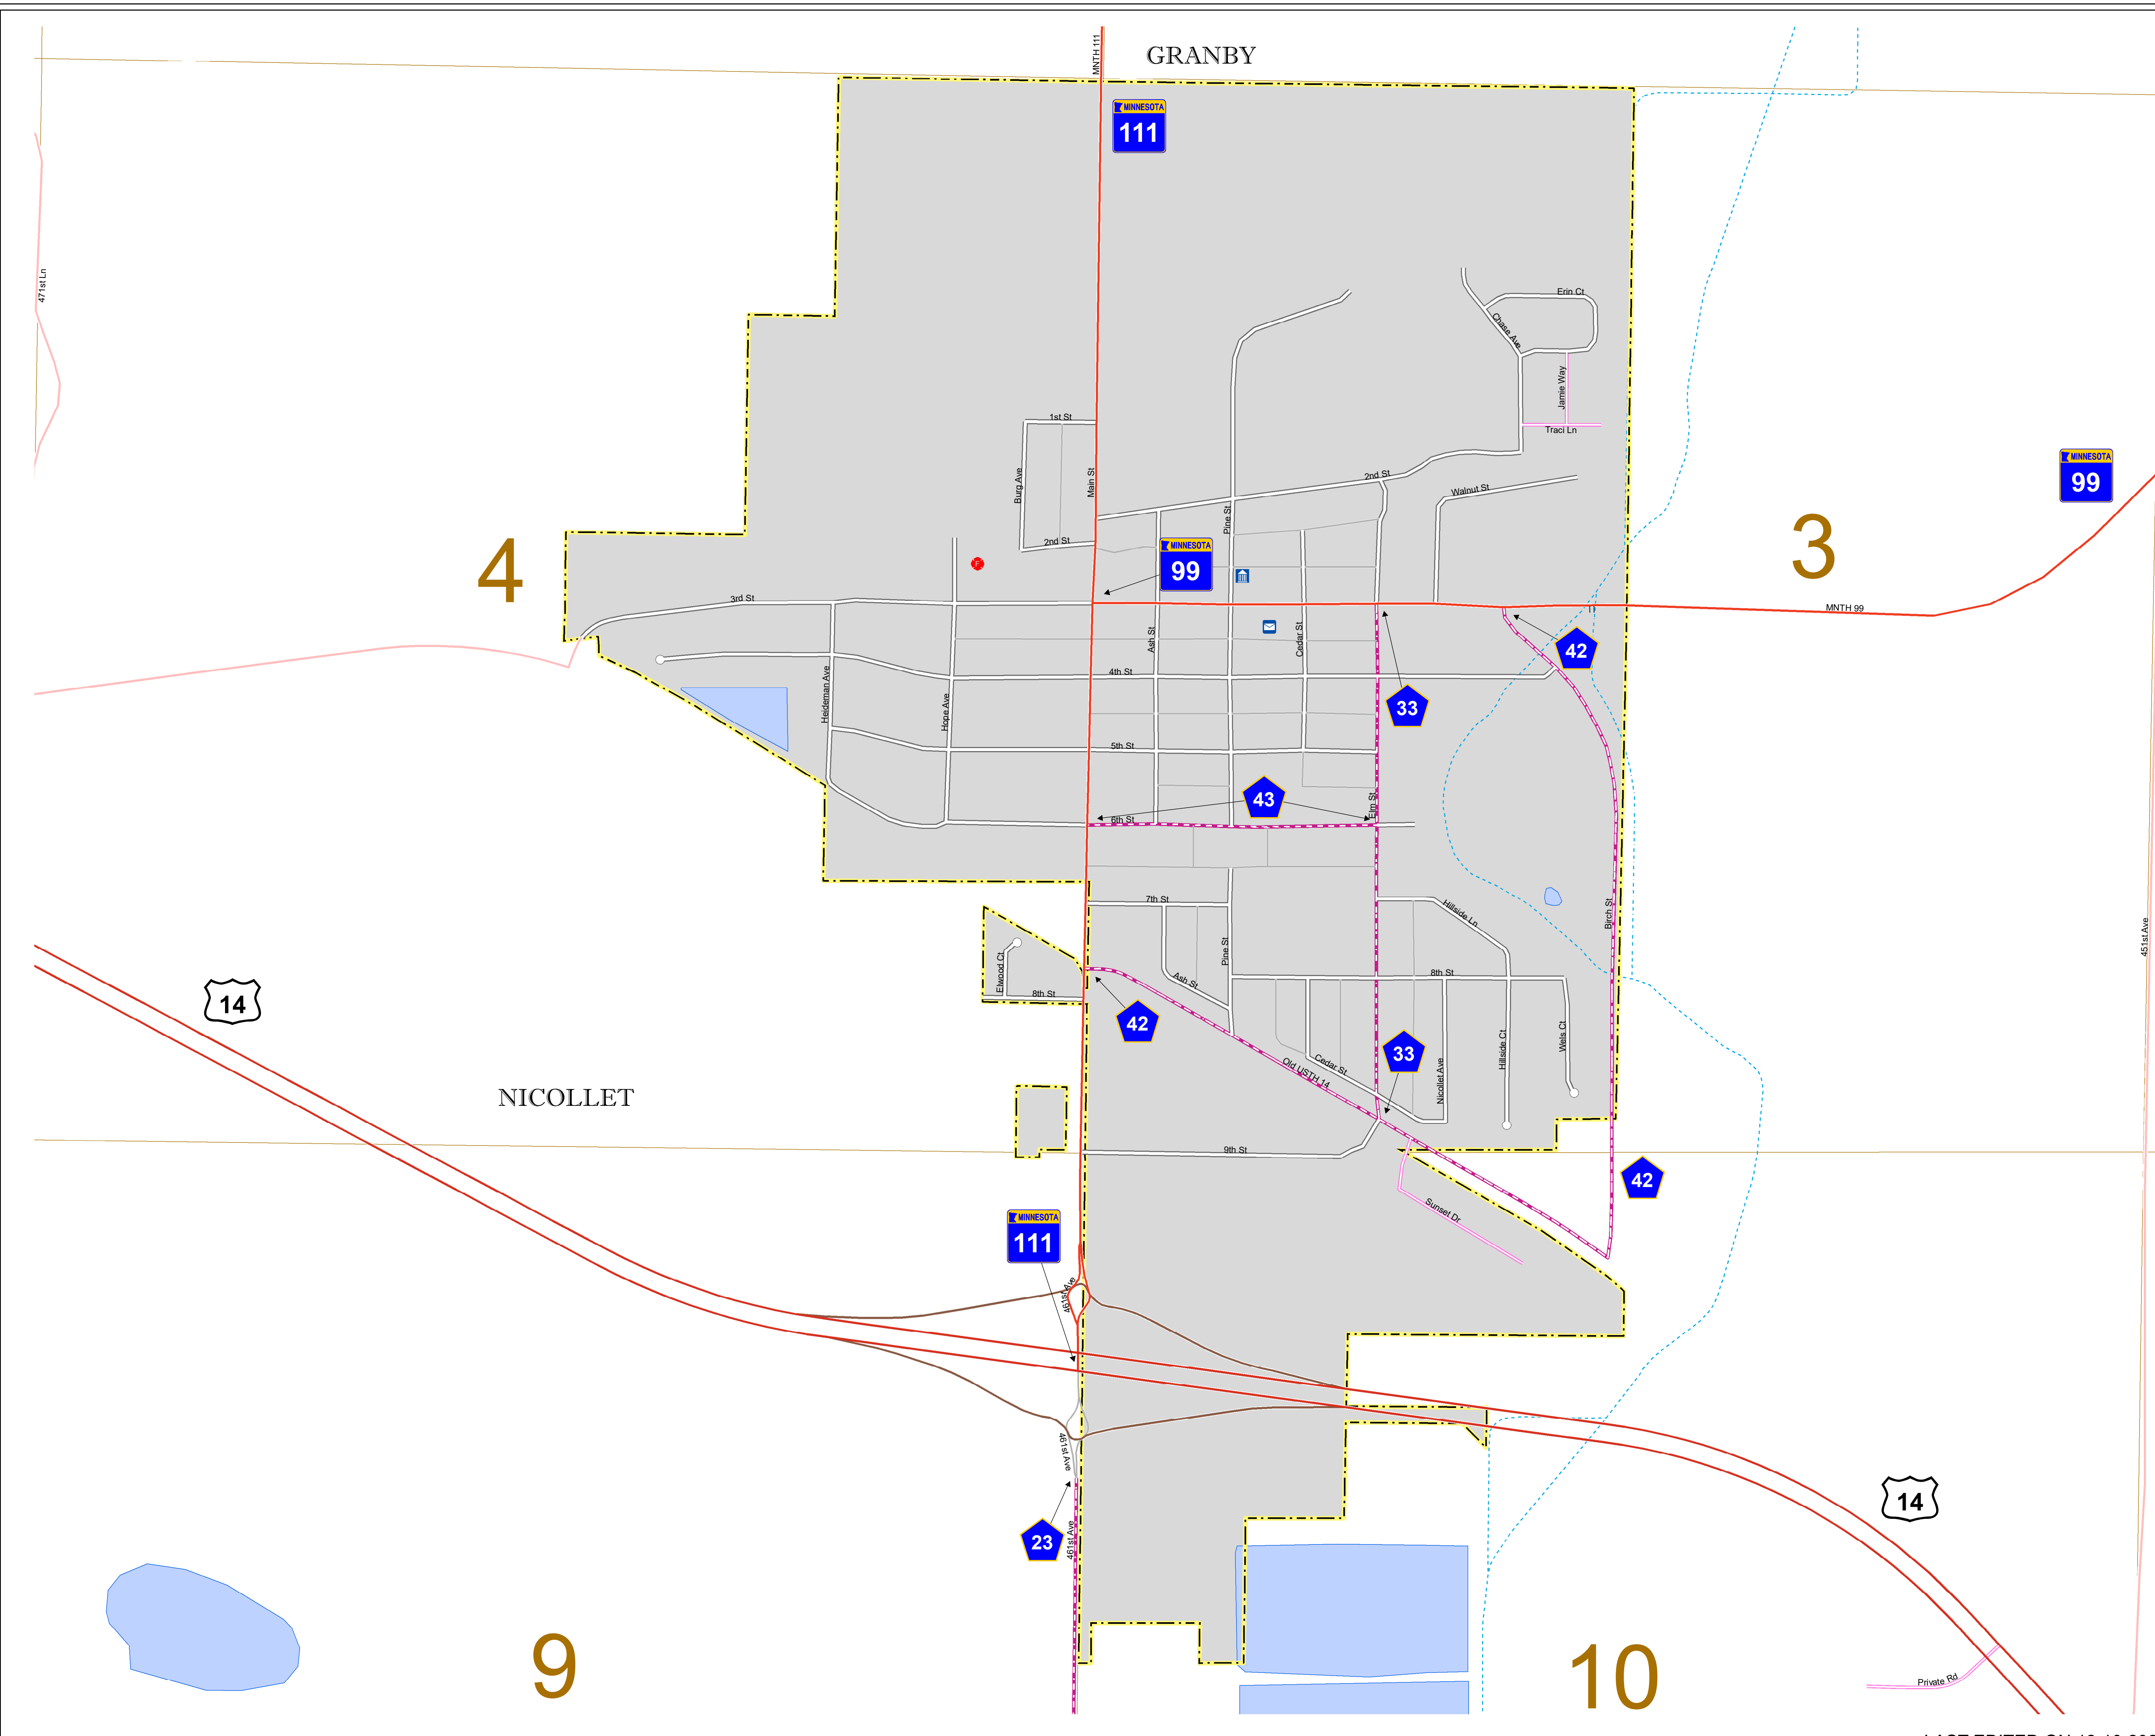 GRANBY
MNTH 111
MINNESOTA
111
471st Ln
Erin Ct
Chase Ave
Jamie Way
Traci Ln
1st St
Burg Ave
Main St
2nd St
Walnut St
MINNESOTA
99
Pine St
2nd St
MINNESOTA
99
4
3
3rd St
MNTH 99
Ash St
Cedar St
42
4th St
Heideman Ave
Hope Ave
33
5th St
43
Elm St
6th St
7th St
Hillside Ln
Birch St
451st Ave
Pine St
Elwood Ct
Ash St
8th St
8th St
14
42
33
Wels Ct
Hillside Ct
Nicollet Ave
Cedar St
Old USTH 14
NICOLLET
9th St
42
Sunset Dr
MINNESOTA
111
461st Ave
461st Ave
14
23
461st Ave
9
10
Private Rd